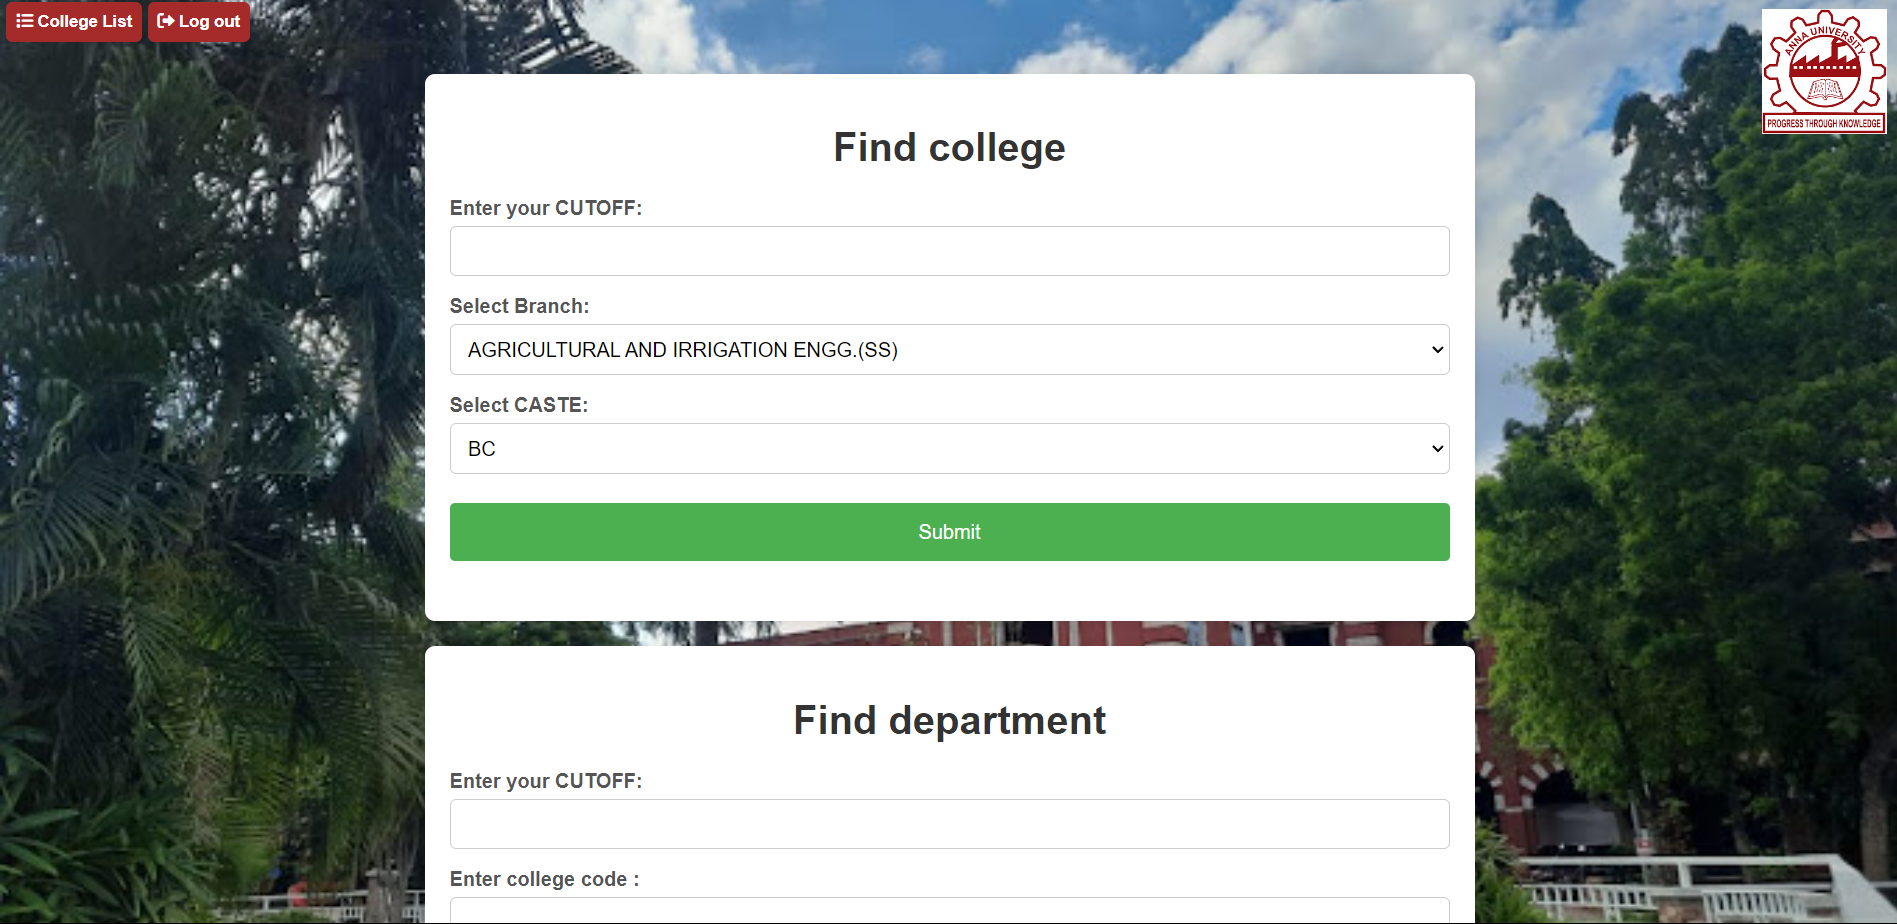 College List
Log out
ANNA UNIVERSITY
PROGRESS THROUGH KNOWLEDGE
Find college
Enter your CUTOFF:
Select Branch:
AGRICULTURAL AND IRRIGATION ENGG.(SS)
Select CASTE:
BC
Submit
Find department
Enter your CUTOFF:
Enter college code :